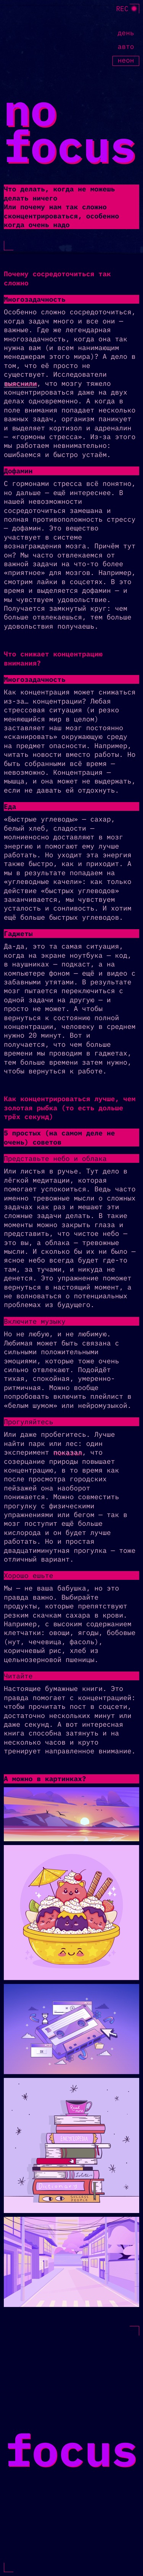 REC
день
авто
неон
no
focus
Что делать, когда не можешь
делать ничего
Или почему нам так сложно
сконцентрироваться, особенно
когда очень надо
Почему сосредоточиться так
сложно
Многозадачность
Особенно сложно сосредоточиться,
когда задач много и все они —
важные. Где же легендарная
многозадачность, когда она так
нужна нам (и всем начинающим
менеджерам этого мира)? А дело в
том, что её просто не
существует. Исследователи
выяснили, что мозгу тяжело
концентрироваться даже на двух
делах одновременно. А когда в
поле внимания попадает несколько
важных задач, организм паникует
и выделяет кортизол и адреналин
— «гормоны стресса». Из-за этого
мы работаем невнимательно:
ошибаемся и быстро устаём.
Дофамин
С гормонами стресса всё понятно,
но дальше — ещё интереснее. В
нашей невозможности
сосредоточиться замешана и
полная противоположность стрессу
— дофамин. Это вещество
участвует в системе
вознаграждения мозга. Причём тут
он? Мы часто отвлекаемся от
важной задачи на что-то более
«приятное» для мозгов. Например,
смотрим лайки в соцсетях. В это
время и выделяется дофамин — и
мы чувствуем удовольствие.
Получается замкнутый круг: чем
больше отвлекаешься, тем больше
удовольствия получаешь.
Что снижает концентрацию
внимания?
Многозадачность
Как концентрация может снижаться
из-за, концентрации? Любая
стрессовая ситуация (и резко
меняющийся мир в целом)
заставляет наш мозг постоянно
«сканировать» окружающую среду
на предмет опасности. Например,
читать новости вместо работы. Но
быть собранными всё время —
невозможно. Концентрация —
мышца, и она может не выдержать,
если не давать ей отдохнуть.
Еда
«Быстрые углеводы» — сахар,
белый хлеб, сладости —
молниеносно доставляют в мозг
энергию и помогают ему лучше
работать. Но уходит эта энергия
также быстро, как и приходит. А
мы в результате попадаем на
«углеводные качели»: как только
действие «быстрых углеводов»
заканчивается, мы чувствуем
усталость и сонливость. И хотим
ещё больше быстрых углеводов.
Гаджеты
Да-да, это та самая ситуация,
когда на экране ноутбука — код,
в наушниках — подкаст, а на
компьютере фоном — ещё и видео с
забавными утятами. В результате
мозг пытается переключиться с
одной задачи на другую — и
просто не может. А чтобы
вернуться к состояние полной
концентрации, человеку в среднем
нужно 20 минут. Вот и
получается, что чем больше
времени мы проводим в гаджетах,
тем больше времени затем нужно,
чтобы вернуться к работе.
Как концентрироваться лучше, чем
золотая рыбка (то есть дольше
трёх секунд)
5 простых (на самом деле не
очень) советов
Представьте небо и облака
Или листья в ручье. Тут дело в
лёгкой медитации, которая
помогает успокоиться. Ведь часто
именно тревожные мысли о сложных
задачах как раз и мешают эти
сложные задачи делать. В такие
моменты можно закрыть глаза и
представить, что чистое небо —
это вы, а облака — тревожные
мысли. И сколько бы их ни было —
ясное небо всегда будет где-то
там, за тучами, и никуда не
денется. Это упражнение поможет
вернуться в настоящий момент, а
не волноваться о потенциальных
проблемах из будущего.
Включите музыку
Но не любую, и не любимую.
Любимая может быть связана с
сильными положительными
эмоциями, которые тоже очень
сильно отвлекают. Подойдёт
тихая, спокойная, умеренно-
ритмичная. Можно вообще
попробовать включить плейлист в
«белым шумом» или нейромузыкой.
Прогуляйтесь
Или даже пробегитесь. Лучше
найти парк или лес: один
эксперимент показал, что
созерцание природы повышает
концентрацию, в то время как
после просмотра городских
пейзажей она наоборот
понижается. Можно совместить
прогулку с физическими
упражнениями или бегом — так в
мозг поступит ещё больше
кислорода и он будет лучше
работать. Но и простая
двадцатиминутная прогулка — тоже
отличный вариант.
Хорошо ешьте
Мы — не ваша бабушка, но это
правда важно. Выбирайте
продукты, которые препятствуют
резким скачкам сахара в крови.
Например, с высоким содержанием
клетчатки: овощи, ягоды, бобовые
(нут, чечевица, фасоль),
коричневый рис, хлеб из
цельнозерновой пшеницы.
Читайте
Настоящие бумажные книги. Это
правда помогает с концентрацией:
чтобы прочитать пост в соцсети,
достаточно нескольких минут или
даже секунд. А вот интересная
книга способна затянуть и на
несколько часов и круто
тренирует направленное внимание.
А можно в картинках?
focus